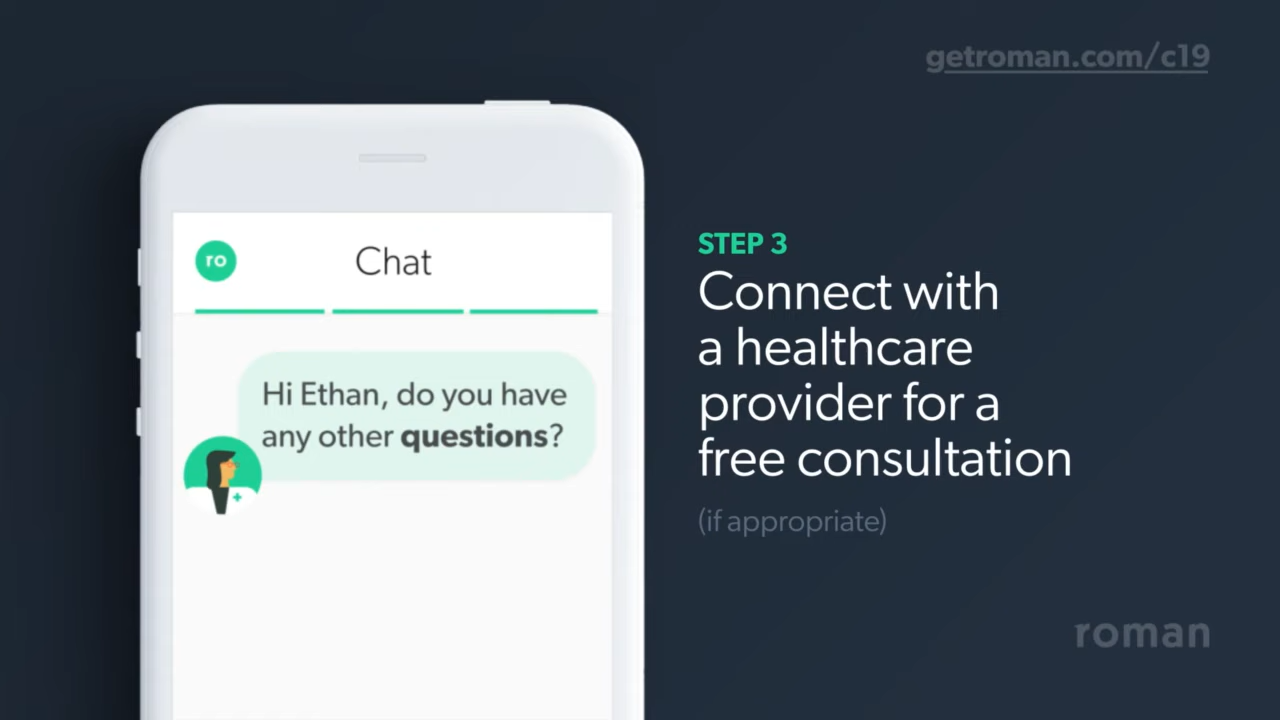 getroman.com/c19
ro
Chat
Hi Ethan, do you have
any other questions?
STEP 3
Connect with
a healthcare
provider for a
free consultation
(if appropriate)
roman